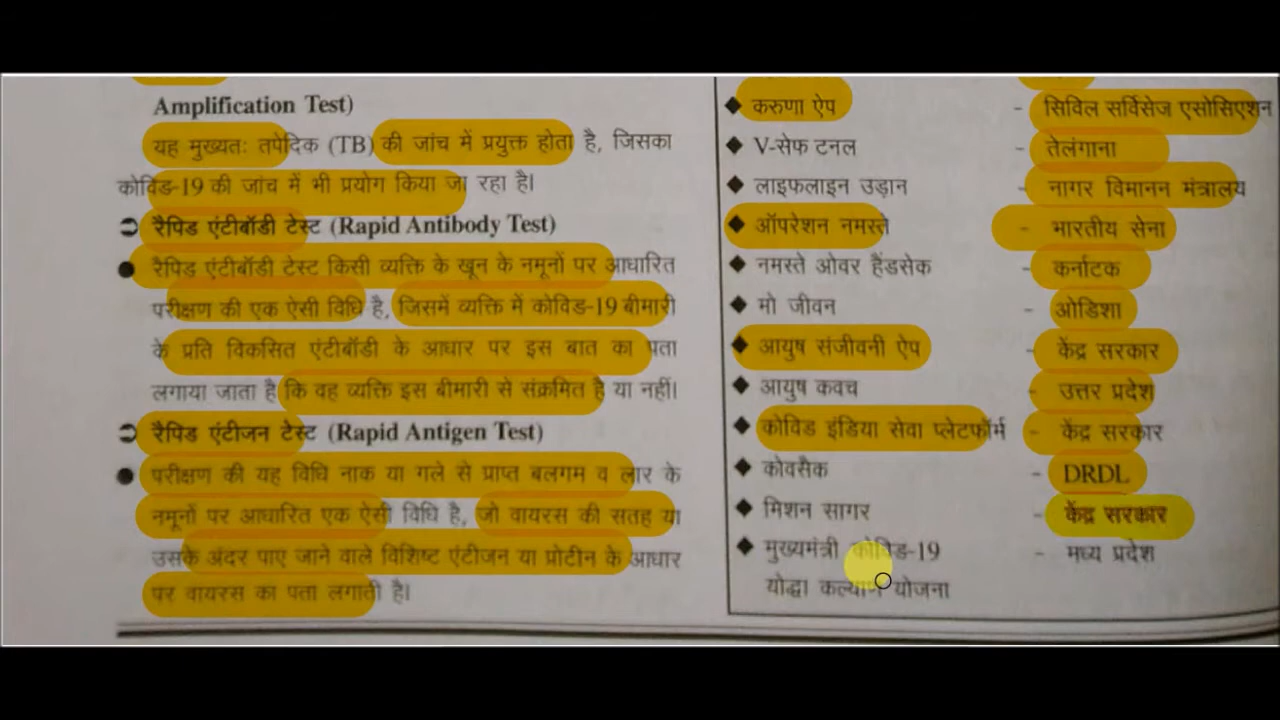 Amplification Test)
यह मुख्यतः तपेदिक (TB) की जांच में प्रयुक्त होता है, जिसका
कोविड-19 की जांच में भी प्रयोग किया जा रहा है।
रैपिड एंटीबॉडी टेस्ट (Rapid Antibody Test)
रैपिड एंटीबॉडी टेस्ट किसी व्यक्ति के खून के नमूनों पर आधारित
परीक्षण की एक ऐसी विधि है, जिसमें व्यक्ति में कोविड-19 बीमारी
के प्रति विकसित एंटीबॉडी के आधार पर इस बात का पता
लगाया जाता है कि वह व्यक्ति इस बीमारी से संक्रमित है या नहीं।
रैपिड एंटीजन टेस्ट (Rapid Antigen Test)
परीक्षण की यह विधि नाक या गले से प्राप्त बलगम व लार के
नमूनों पर आधारित एक ऐसी विधि है, जो वायरस की सतह या
उसके अंदर पाए जाने वाले विशिष्ट एंटीजन या प्रोटीन के आधार
पर वायरस का पता लगाती है।
करुणा ऐप - सिविल सर्विसेज एसोसिएशन
V-सेफ टनल - तेलंगाना
लाइफलाइन उड़ान - नागर विमानन मंत्रालय
ऑपरेशन नमस्ते - भारतीय सेना
नमस्ते ओवर हैंडसेक - कर्नाटक
मो जीवन - ओडिशा
आयुष संजीवनी ऐप - केंद्र सरकार
आयुष कवच - उत्तर प्रदेश
कोविड इंडिया सेवा प्लेटफॉर्म - केंद्र सरकार
कोवसैक - DRDL
मिशन सागर - केंद्र सरकार
मुख्यमंत्री कोविड-19 - मध्य प्रदेश
योद्धा कल्याण योजना